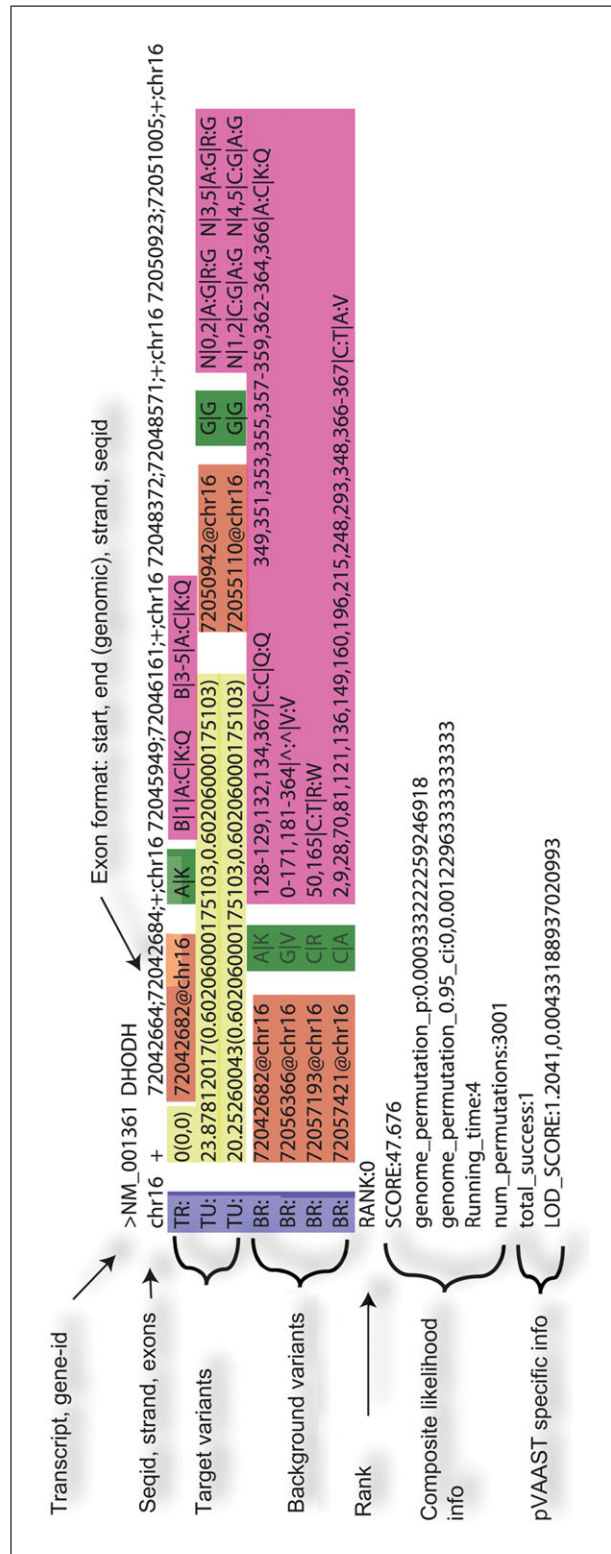 Exon format: start, end (genomic), strand, seqid
Transcript, gene-id
>NM_001361 DHODH
Seqid, strand, exons
chr16 + 72042664;72042684;+;chr16 72045949;72046161;+;chr16 72048372;72048571;+;chr16 72050923;72051005;+;chr16
Target variants
TR: 0(0,0) 72042682@chr16 A|K B|1|A:C|K:Q B|3-5|A:C|K:Q
TU: 23.87812017(0.60206000175103,0.60206000175103) 72050942@chr16 G|G N|0,2|A:G|R:G N|3,5|A:G|R:G
TU: 20.25260043(0.60206000175103,0.60206000175103) 72055110@chr16 G|G N|1,2|C:G|A:G N|4,5|C:G|A:G
Background variants
BR: 72042682@chr16 A|K 128-129,132,134,367|C:C|Q:Q 349,351,353,355,357-359,362-364,366|A:C|K:Q
BR: 72056366@chr16 G|V 0-171,181-364|^:^|V:V
BR: 72057193@chr16 C|R 50,165|C:T|R:W
BR: 72057421@chr16 C|A 2,9,28,70,81,121,136,149,160,196,215,248,293,348,366-367|C:T|A:V
Rank
RANK:0
Composite likelihood
info
SCORE:47.676
genome_permutation_p:0.000333222259246918
genome_permutation_0.95_ci:0,0.00122963333333333
Running_time:4
num_permutations:3001
pVAAST specific info
total_success:1
LOD_SCORE:1.2041,0.00433188937020993